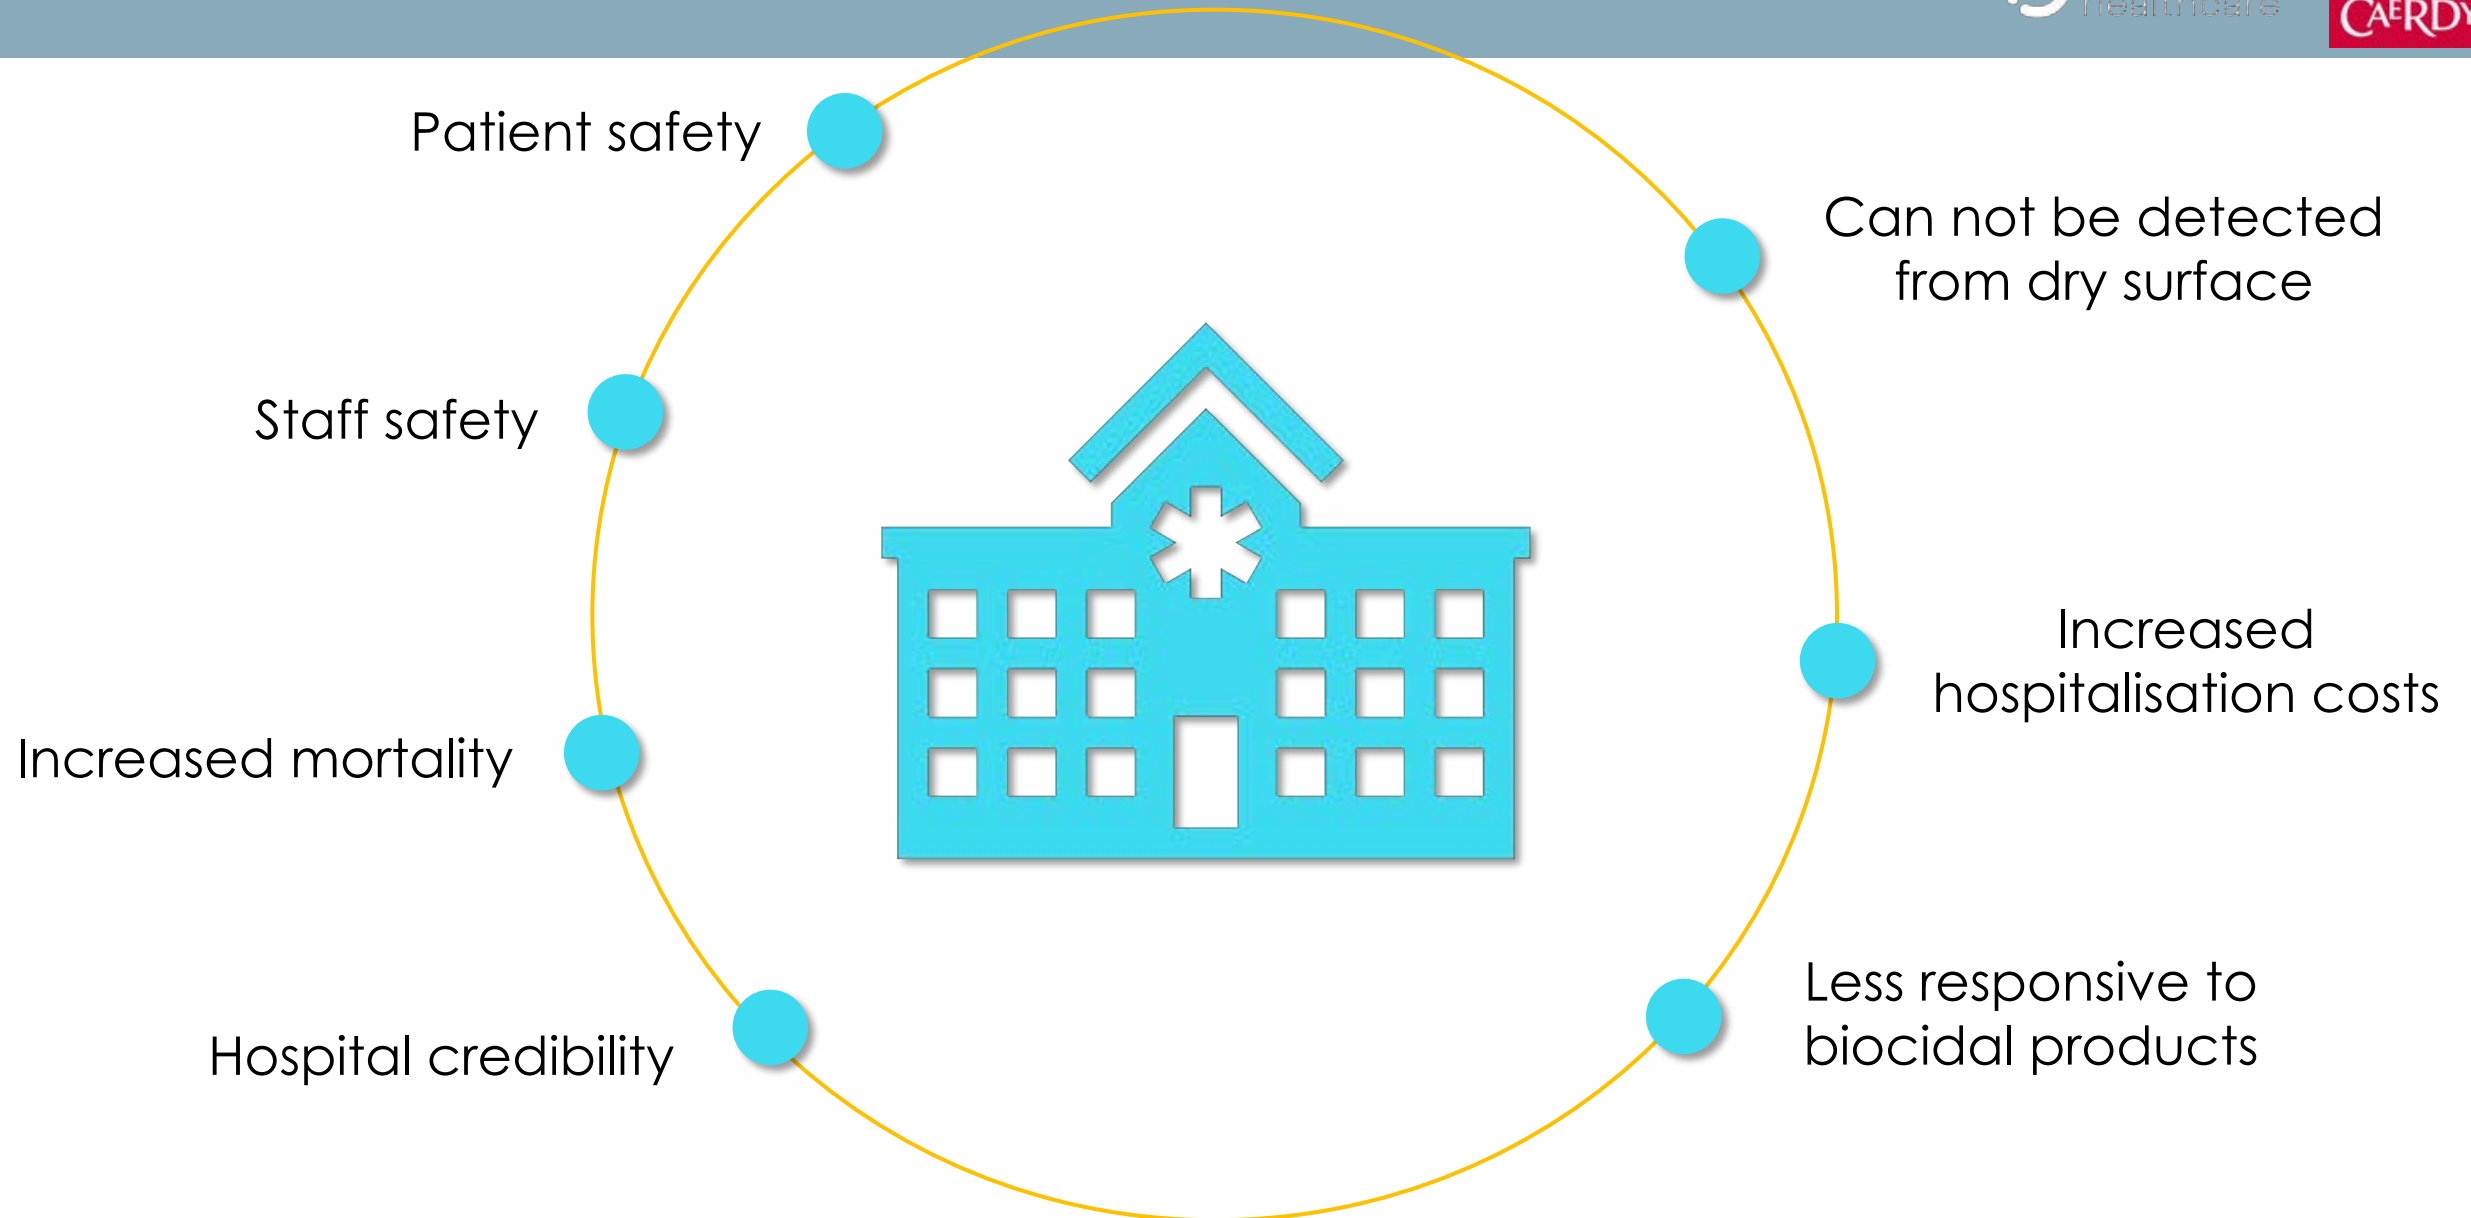 healthcare
Patient safety
Can not be detected
from dry surface
Staff safety
Increased
hospitalisation costs
Increased mortality
Less responsive to
biocidal products
Hospital credibility